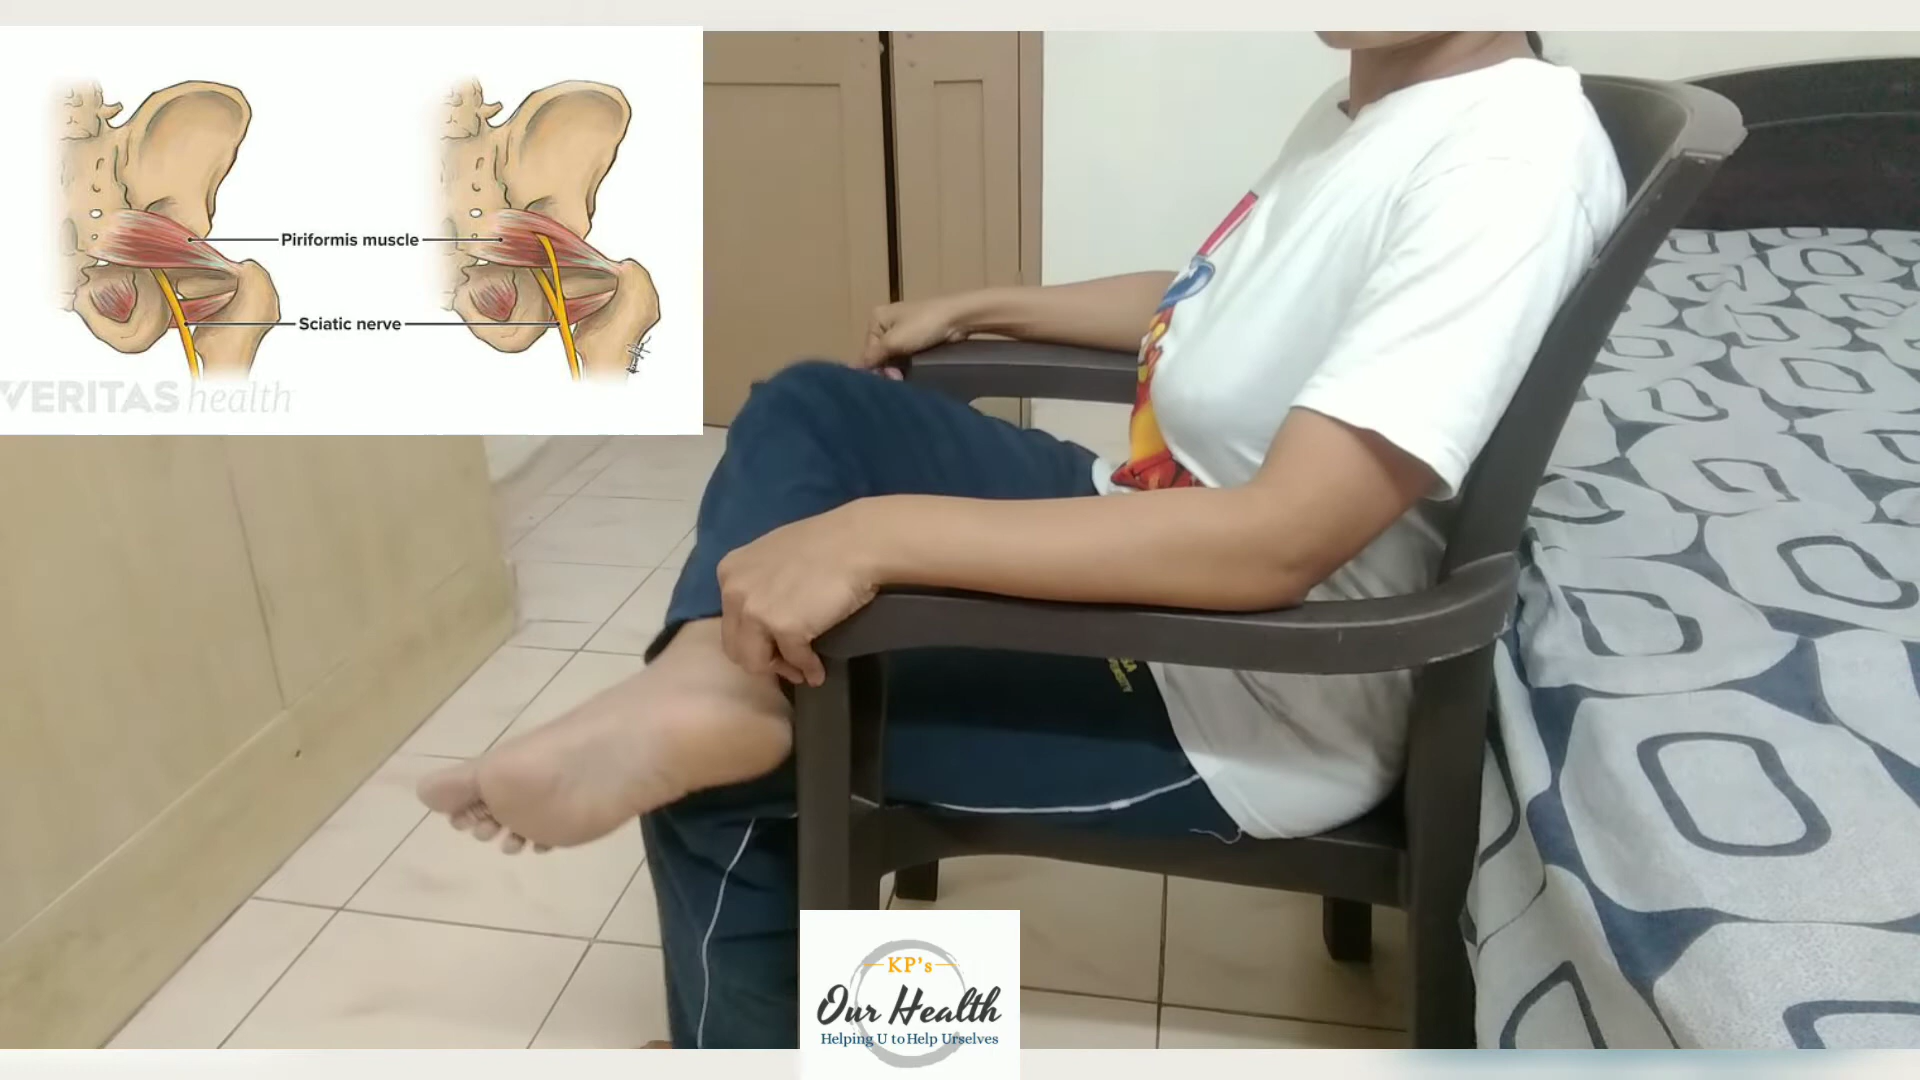 Piriformis muscle
Sciatic nerve
VERITAS health
KP's
Our Health
Helping U to Help Urselves